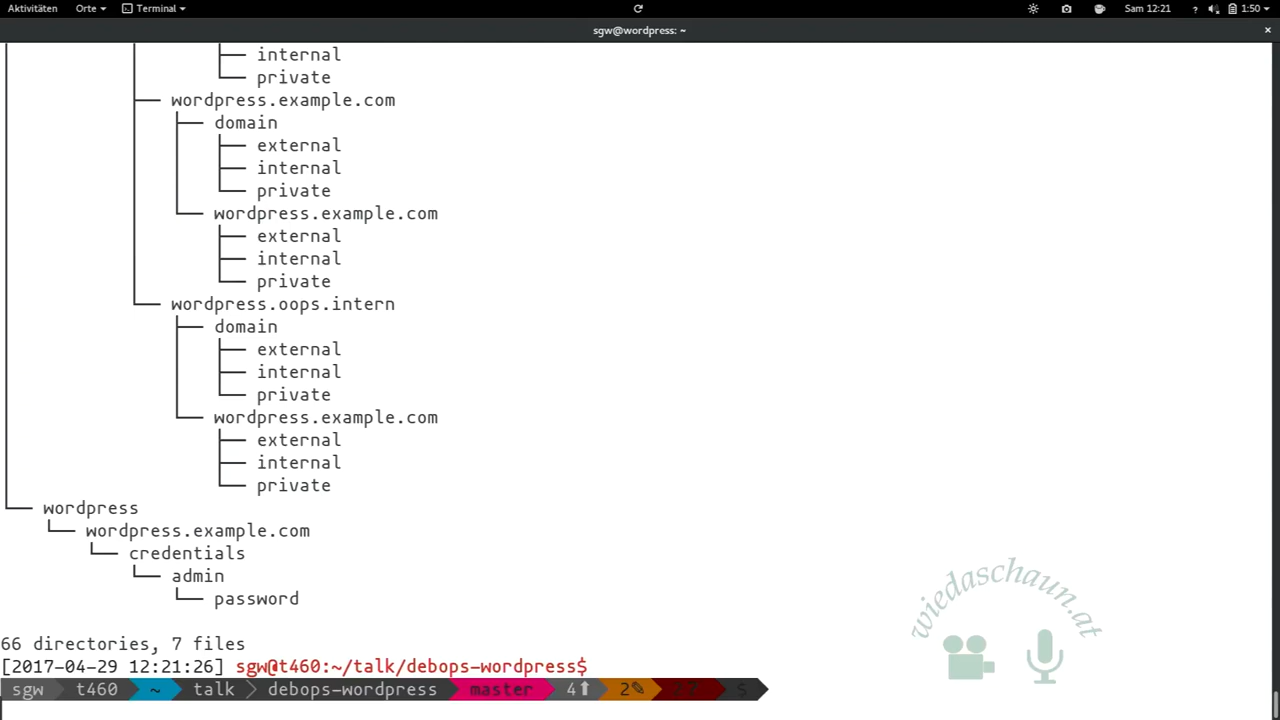 Aktivitäten Orte Terminal Sam 12:21 ? 1:50
sgw@wordpress: ~ ×
├── internal
└── private
├── wordpress.example.com
├── domain
├── external
├── internal
└── private
└── wordpress.example.com
├── external
├── internal
└── private
└── wordpress.oops.intern
├── domain
├── external
├── internal
└── private
└── wordpress.example.com
├── external
├── internal
└── private
└── wordpress
└── wordpress.example.com
└── credentials
└── admin
└── password
66 directories, 7 files
[2017-04-29 12:21:26] sgw@t460:~/talk/debops-wordpress$
sgw t460 ~ talk debops-wordpress master 4⬆ 2✎ $
wiedaschaun.at